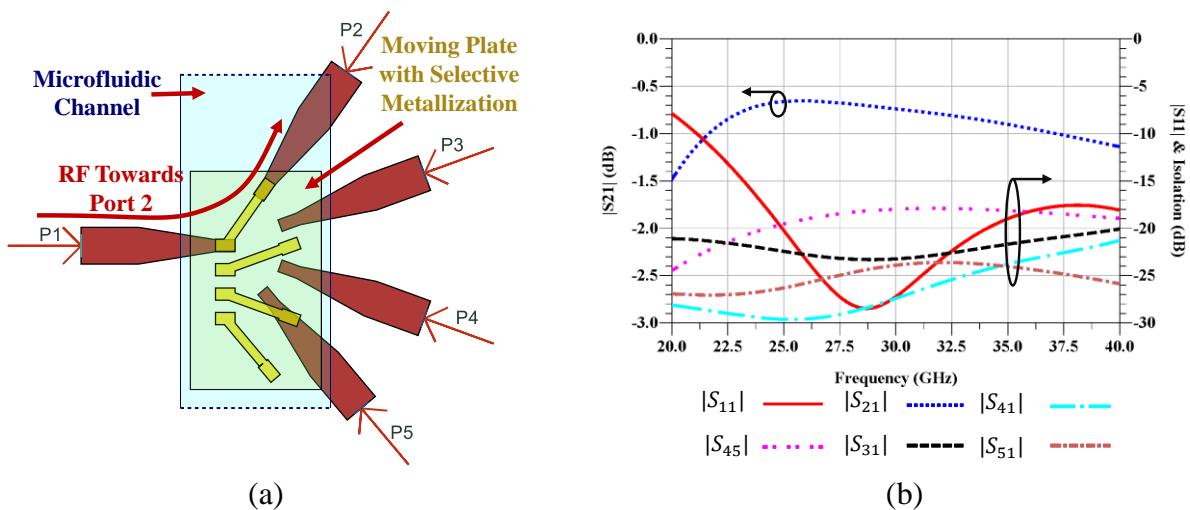 P2
Moving Plate
with Selective
Metallization
Microfluidic
Channel
P3
RF Towards
Port 2
P1
P4
P5
(a)
0.0
-0.5
-1.0
-1.5
-2.0
-2.5
-3.0
|S21| (dB)
0
-5
-10
-15
-20
-25
-30
|S11| & Isolation (dB)
20.0 22.5 25.0 27.5 30.0 32.5 35.0 37.5 40.0
Frequency (GHz)
|S11| |S21| |S41|
|S45| |S31| |S51|
(b)